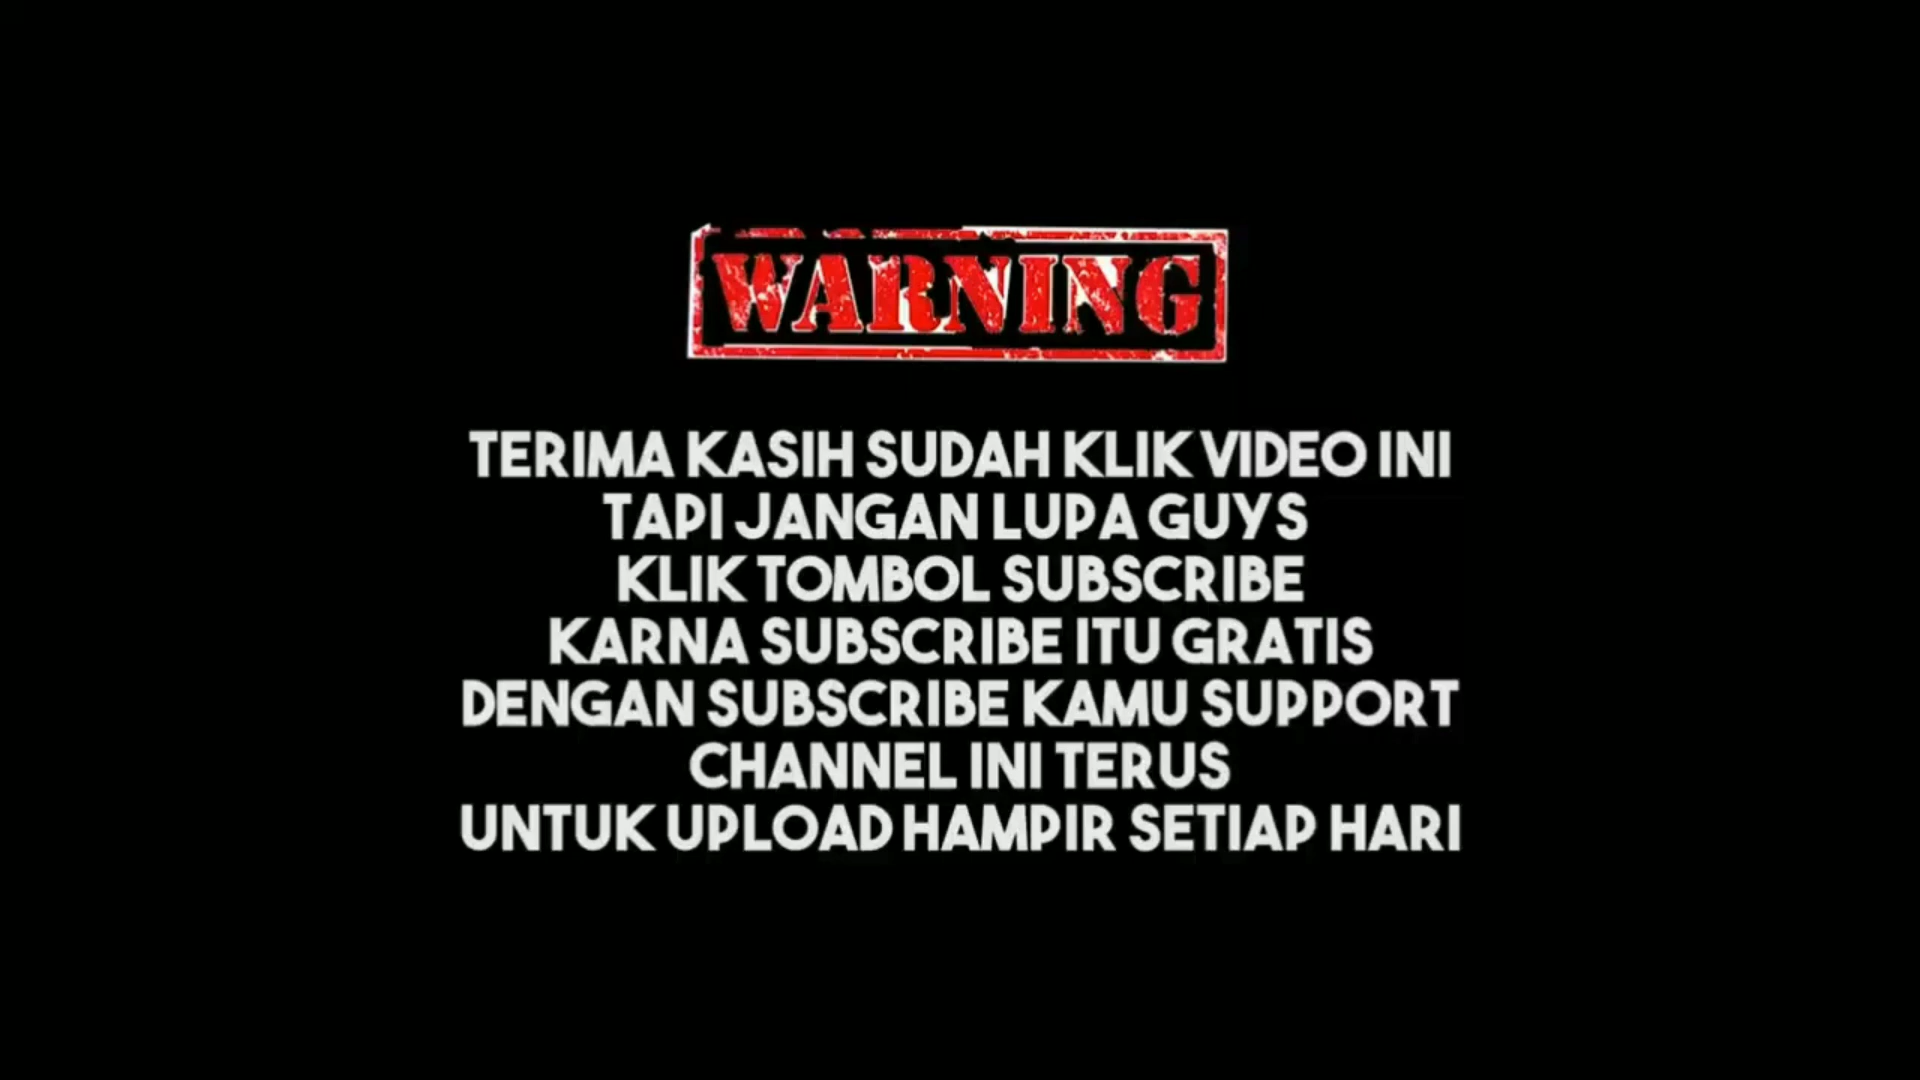 WARNING
TERIMA KASIH SUDAH KLIK VIDEO INI
TAPI JANGAN LUPA GUYS
KLIK TOMBOL SUBSCRIBE
KARNA SUBSCRIBE ITU GRATIS
DENGAN SUBSCRIBE KAMU SUPPORT
CHANNEL INI TERUS
UNTUK UPLOAD HAMPIR SETIAP HARI